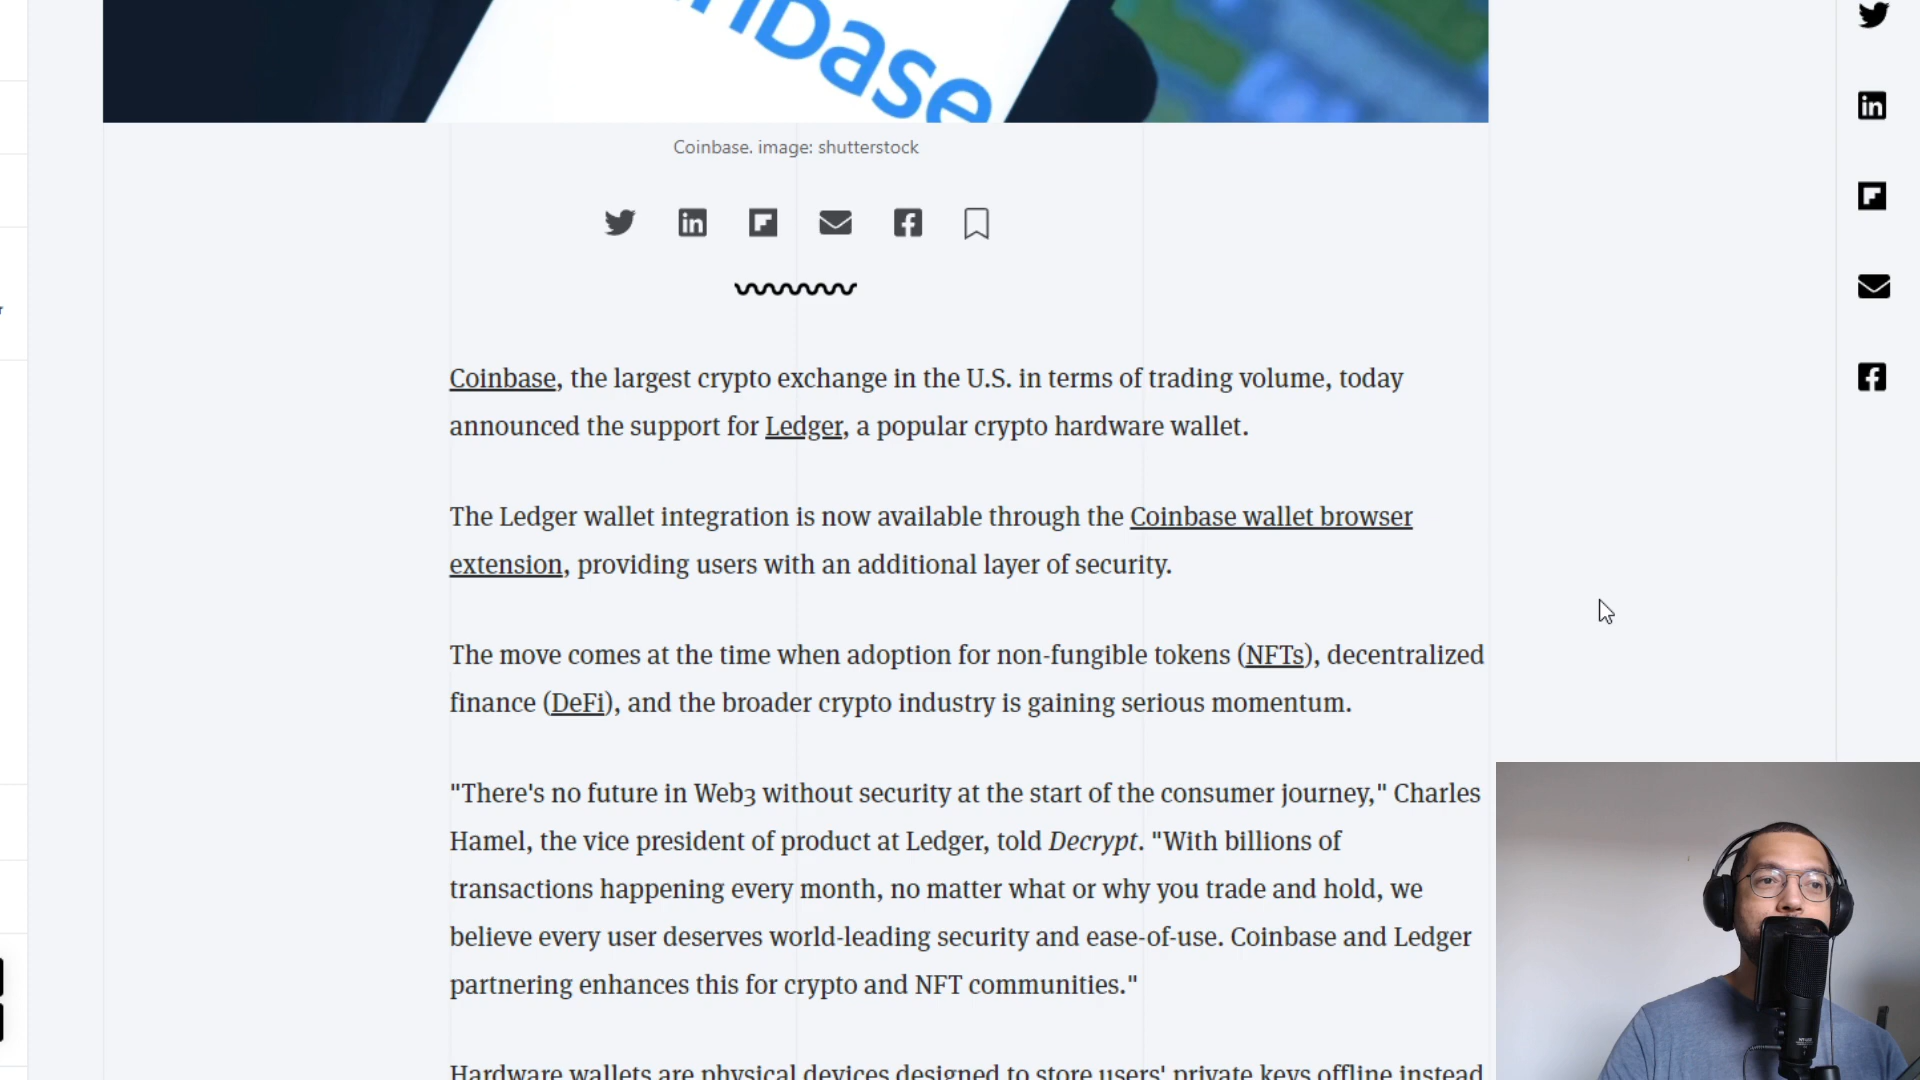 nbase
Coinbase. image: shutterstock
Coinbase, the largest crypto exchange in the U.S. in terms of trading volume, today
announced the support for Ledger, a popular crypto hardware wallet.
The Ledger wallet integration is now available through the Coinbase wallet browser
extension, providing users with an additional layer of security.
The move comes at the time when adoption for non-fungible tokens (NFTs), decentralized
finance (DeFi), and the broader crypto industry is gaining serious momentum.
"There's no future in Web3 without security at the start of the consumer journey," Charles
Hamel, the vice president of product at Ledger, told Decrypt. "With billions of
transactions happening every month, no matter what or why you trade and hold, we
believe every user deserves world-leading security and ease-of-use. Coinbase and Ledger
partnering enhances this for crypto and NFT communities."
Hardware wallets are physical devices designed to store users' private keys offline instead